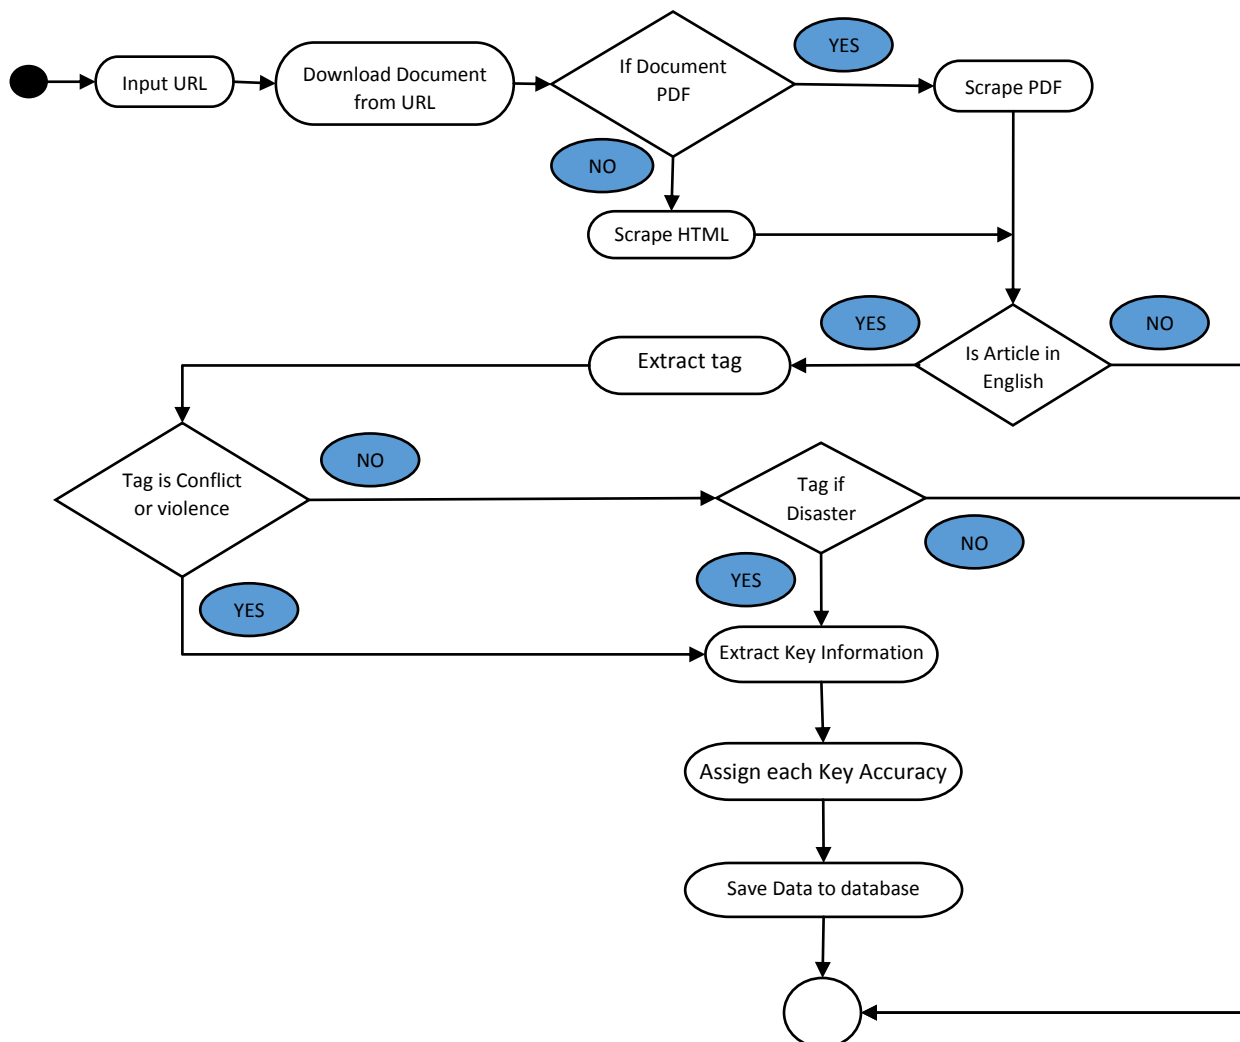 Input URL
Download Document
from URL
If Document
PDF
YES
Scrape PDF
NO
Scrape HTML
YES
NO
Is Article in
English
Extract tag
Tag is Conflict
or violence
NO
Tag if
Disaster
NO
YES
YES
Extract Key Information
Assign each Key Accuracy
Save Data to database